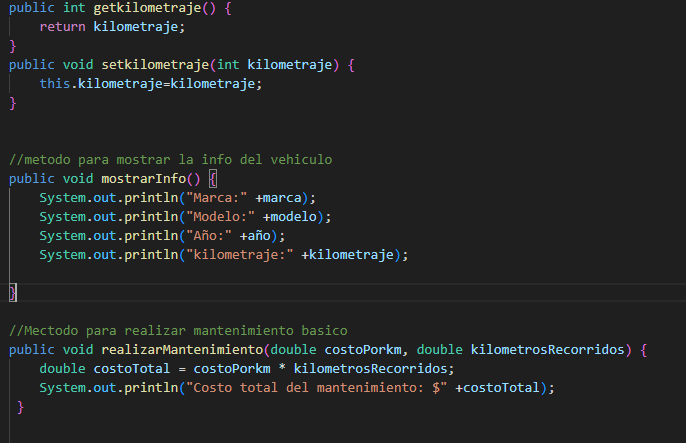 public int getkilometraje() {
return kilometraje;
}
public void setkilometraje(int kilometraje) {
this.kilometraje=kilometraje;
}
//metodo para mostrar la info del vehiculo
public void mostrarInfo() {
System.out.println("Marca:" +marca);
System.out.println("Modelo:" +modelo);
System.out.println("Año:" +año);
System.out.println("kilometraje:" +kilometraje);
}
//Mectodo para realizar mantenimiento basico
public void realizarMantenimiento(double costoPorkm, double kilometrosRecorridos) {
double costoTotal = costoPorkm * kilometrosRecorridos;
System.out.println("Costo total del mantenimiento: $" +costoTotal);
}